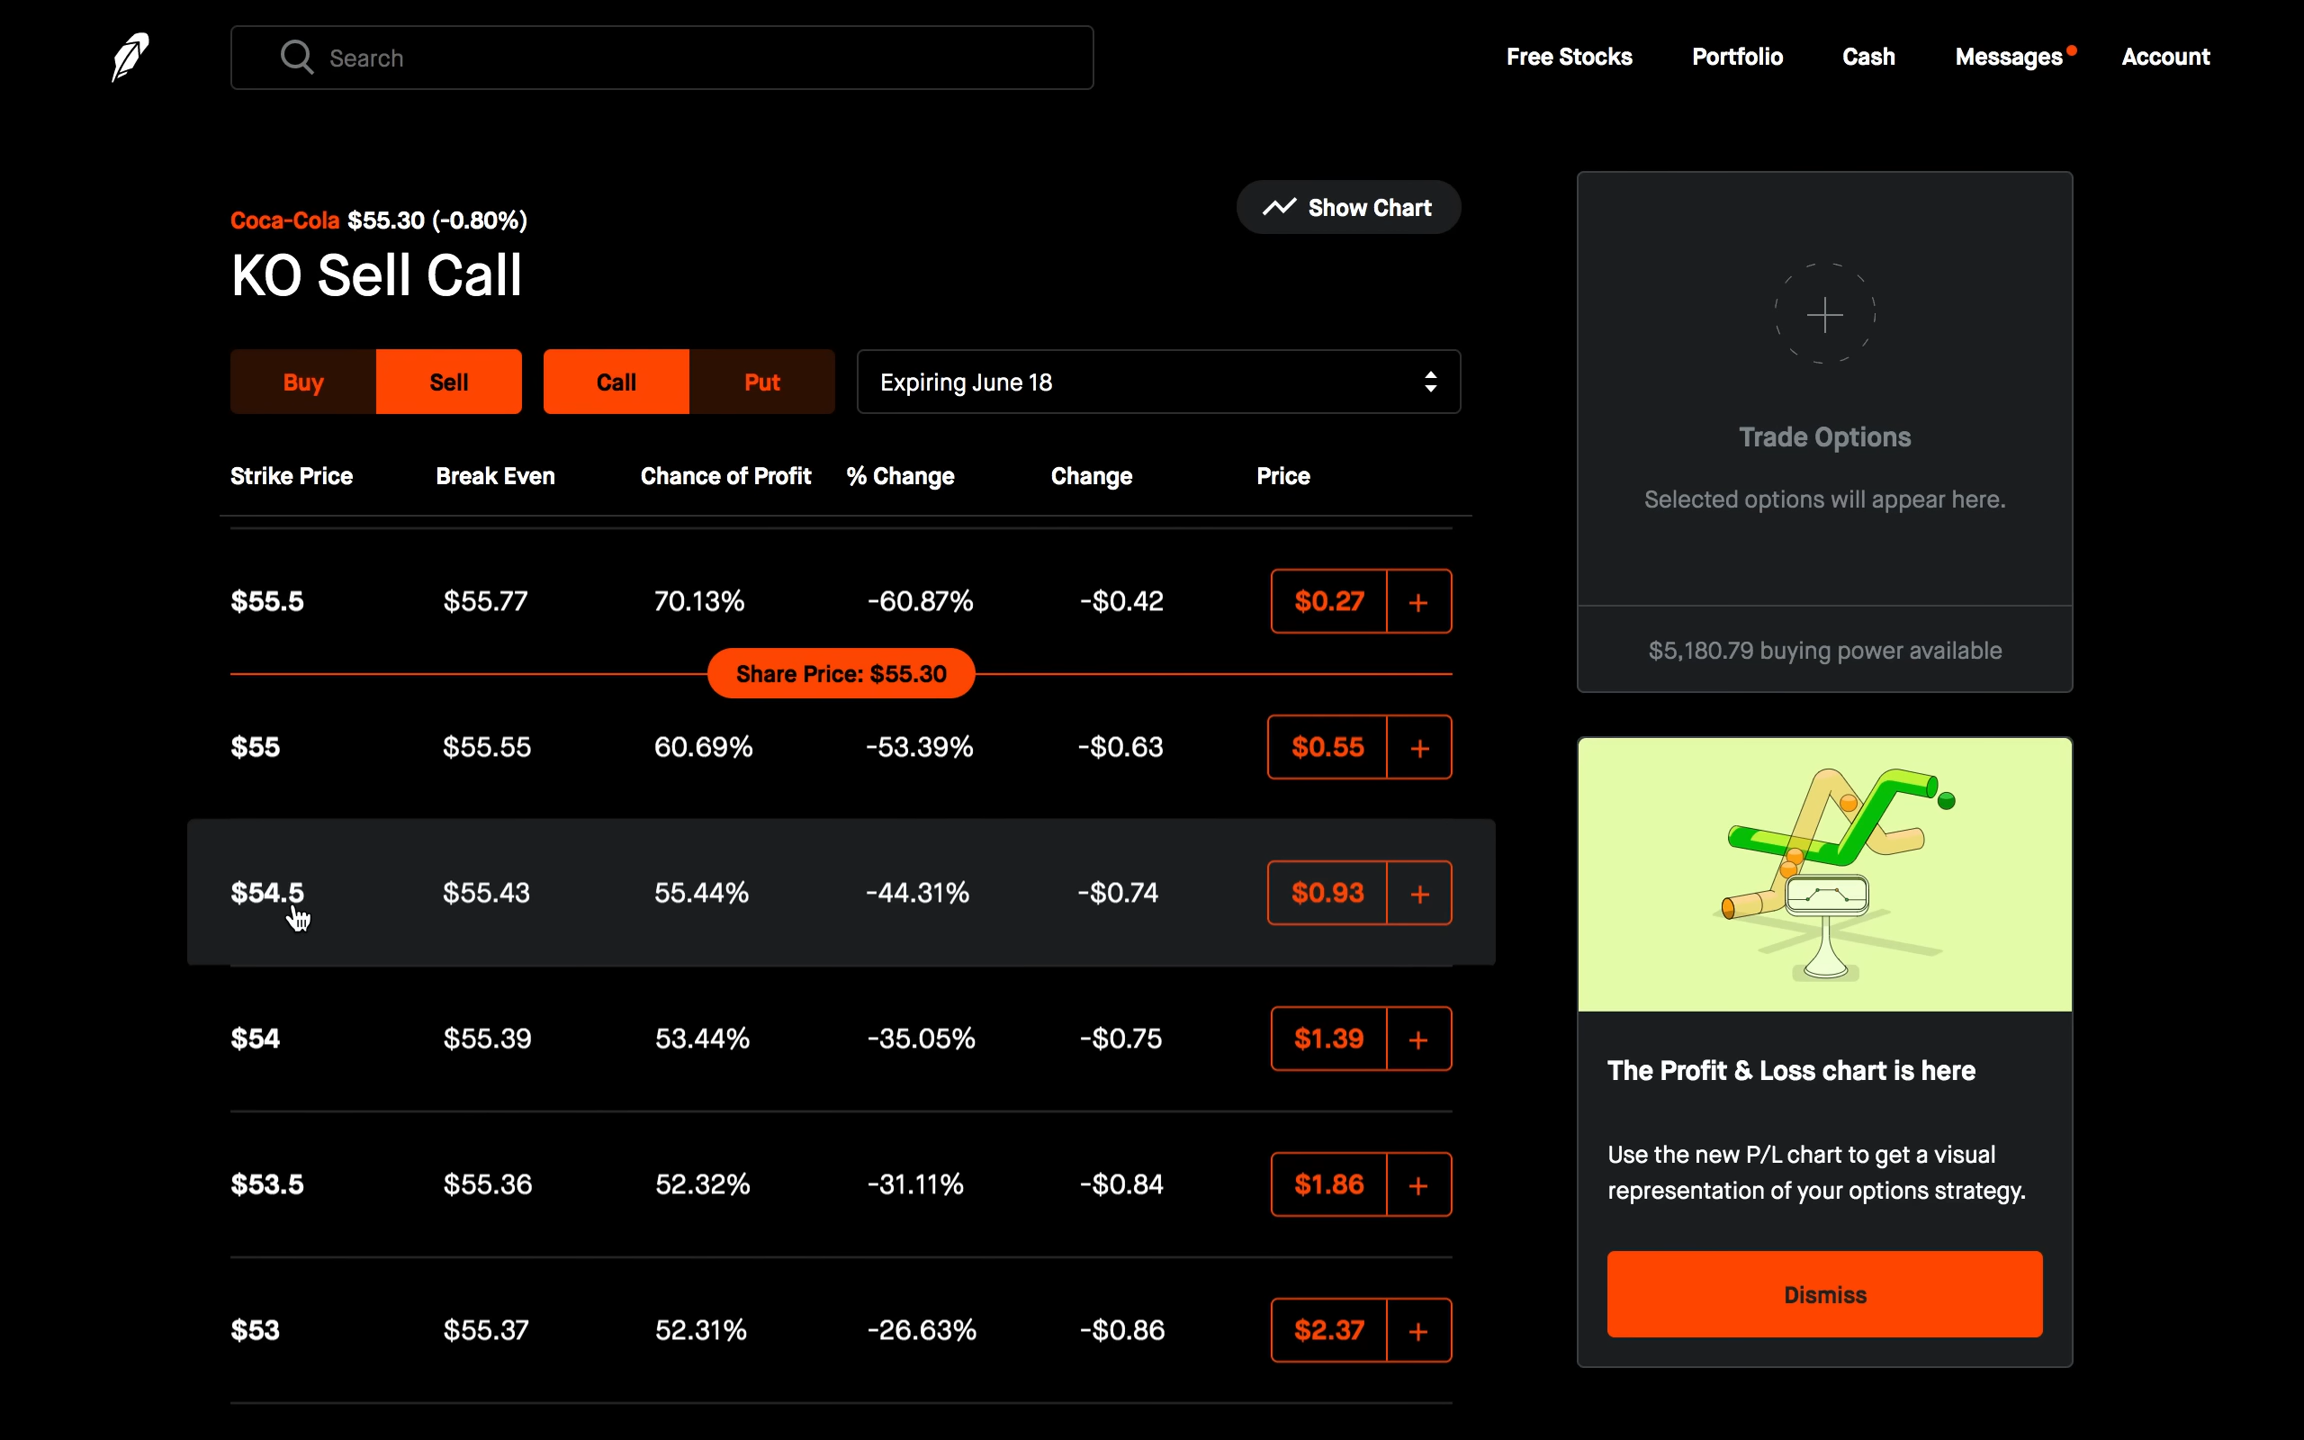 Search
Free Stocks Portfolio Cash Messages Account
Show Chart
Coca-Cola $55.30 (-0.80%)
KO Sell Call
Buy Sell Call Put Expiring June 18
Strike Price Break Even Chance of Profit % Change Change Price
$55.5 $55.77 70.13% -60.87% -$0.42 $0.27 +
Share Price: $55.30
$55 $55.55 60.69% -53.39% -$0.63 $0.55 +
$54.5 $55.43 55.44% -44.31% -$0.74 $0.93 +
$54 $55.39 53.44% -35.05% -$0.75 $1.39 +
$53.5 $55.36 52.32% -31.11% -$0.84 $1.86 +
$53 $55.37 52.31% -26.63% -$0.86 $2.37 +
Trade Options
Selected options will appear here.
$5,180.79 buying power available
The Profit & Loss chart is here
Use the new P/L chart to get a visual
representation of your options strategy.
Dismiss